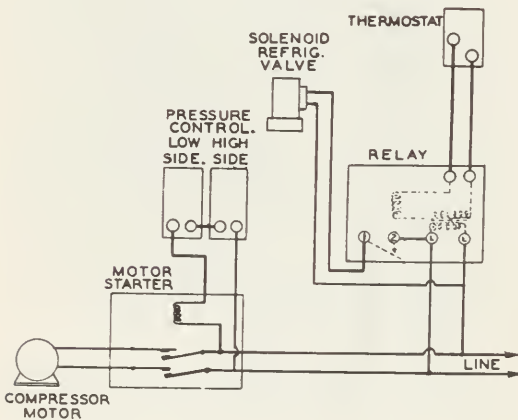 THERMOSTAT
SOLENOID
REFRIG.
VALVE
PRESSURE
CONTROL.
LOW HIGH
SIDE. SIDE
RELAY
1 2 L L
MOTOR
STARTER
LINE
COMPRESSOR
MOTOR